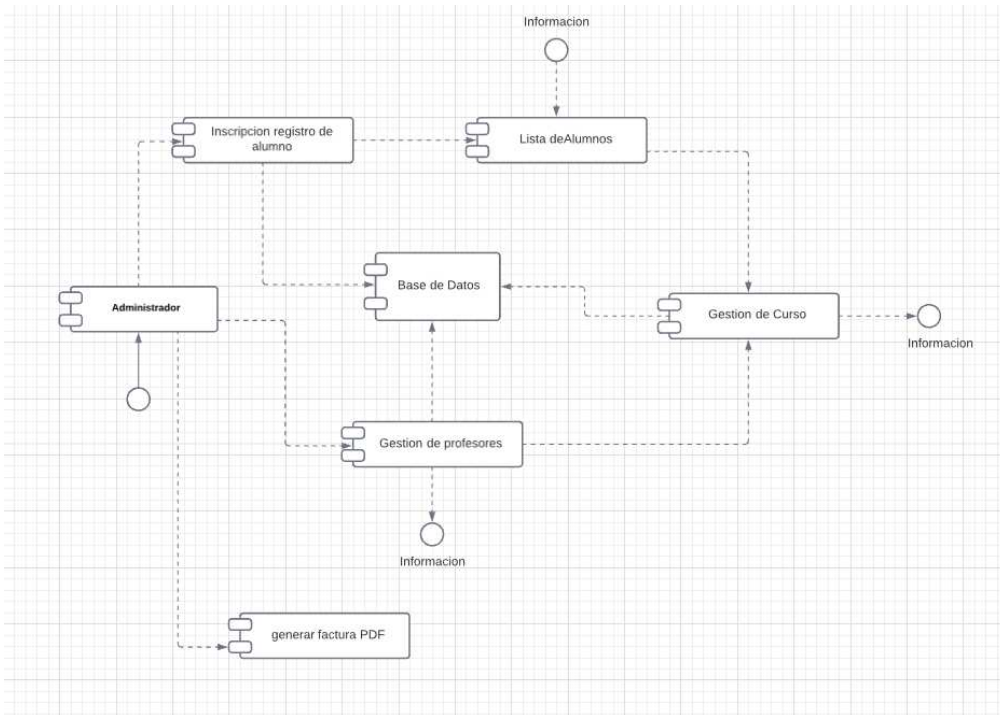 Informacion
Inscripcion registro de
alumno
Lista deAlumnos
Base de Datos
Administrador
Gestion de Curso
Informacion
Gestion de profesores
Informacion
generar factura PDF